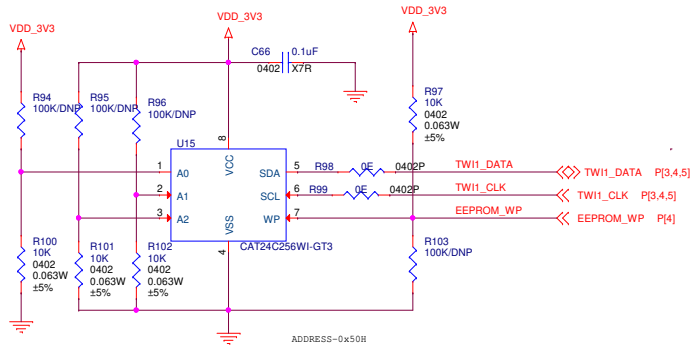 VDD_3V3
VDD_3V3
VDD_3V3
C66
0.1uF
0402
X7R
R94
100K/DNP
R95
100K/DNP
R96
100K/DNP
R97
10K
0402
0.063W
±5%
U15
8
VCC
1
A0
2
A1
3
A2
SDA
5
SCL
6
WP
7
VSS
4
CAT24C256WI-GT3
R98
0E
0402P
R99
0E
0402P
TWI1_DATA
TWI1_CLK
EEPROM_WP
TWI1_DATA P[3,4,5]
TWI1_CLK P[3,4,5]
EEPROM_WP P[4]
R100
10K
0402
0.063W
±5%
R101
10K
0402
0.063W
±5%
R102
10K
0402
0.063W
±5%
R103
100K/DNP
ADDRESS-0x50H